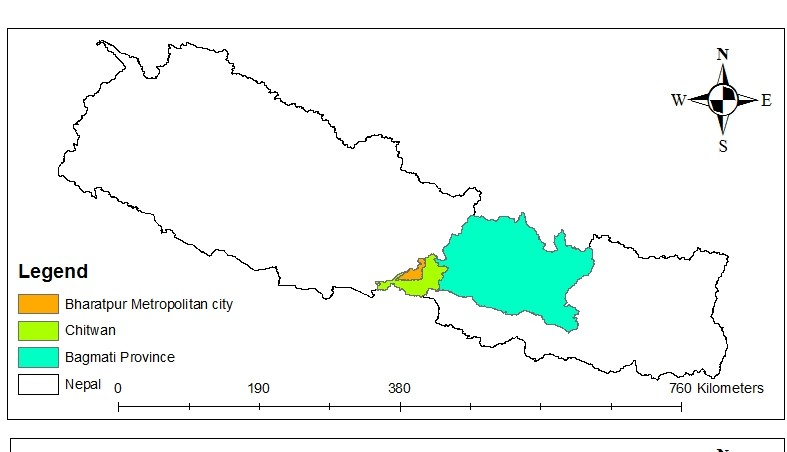 N
W E
S
Legend
Bharatpur Metropolitan city
Chitwan
Bagmati Province
Nepal
0 190 380 760 Kilometers